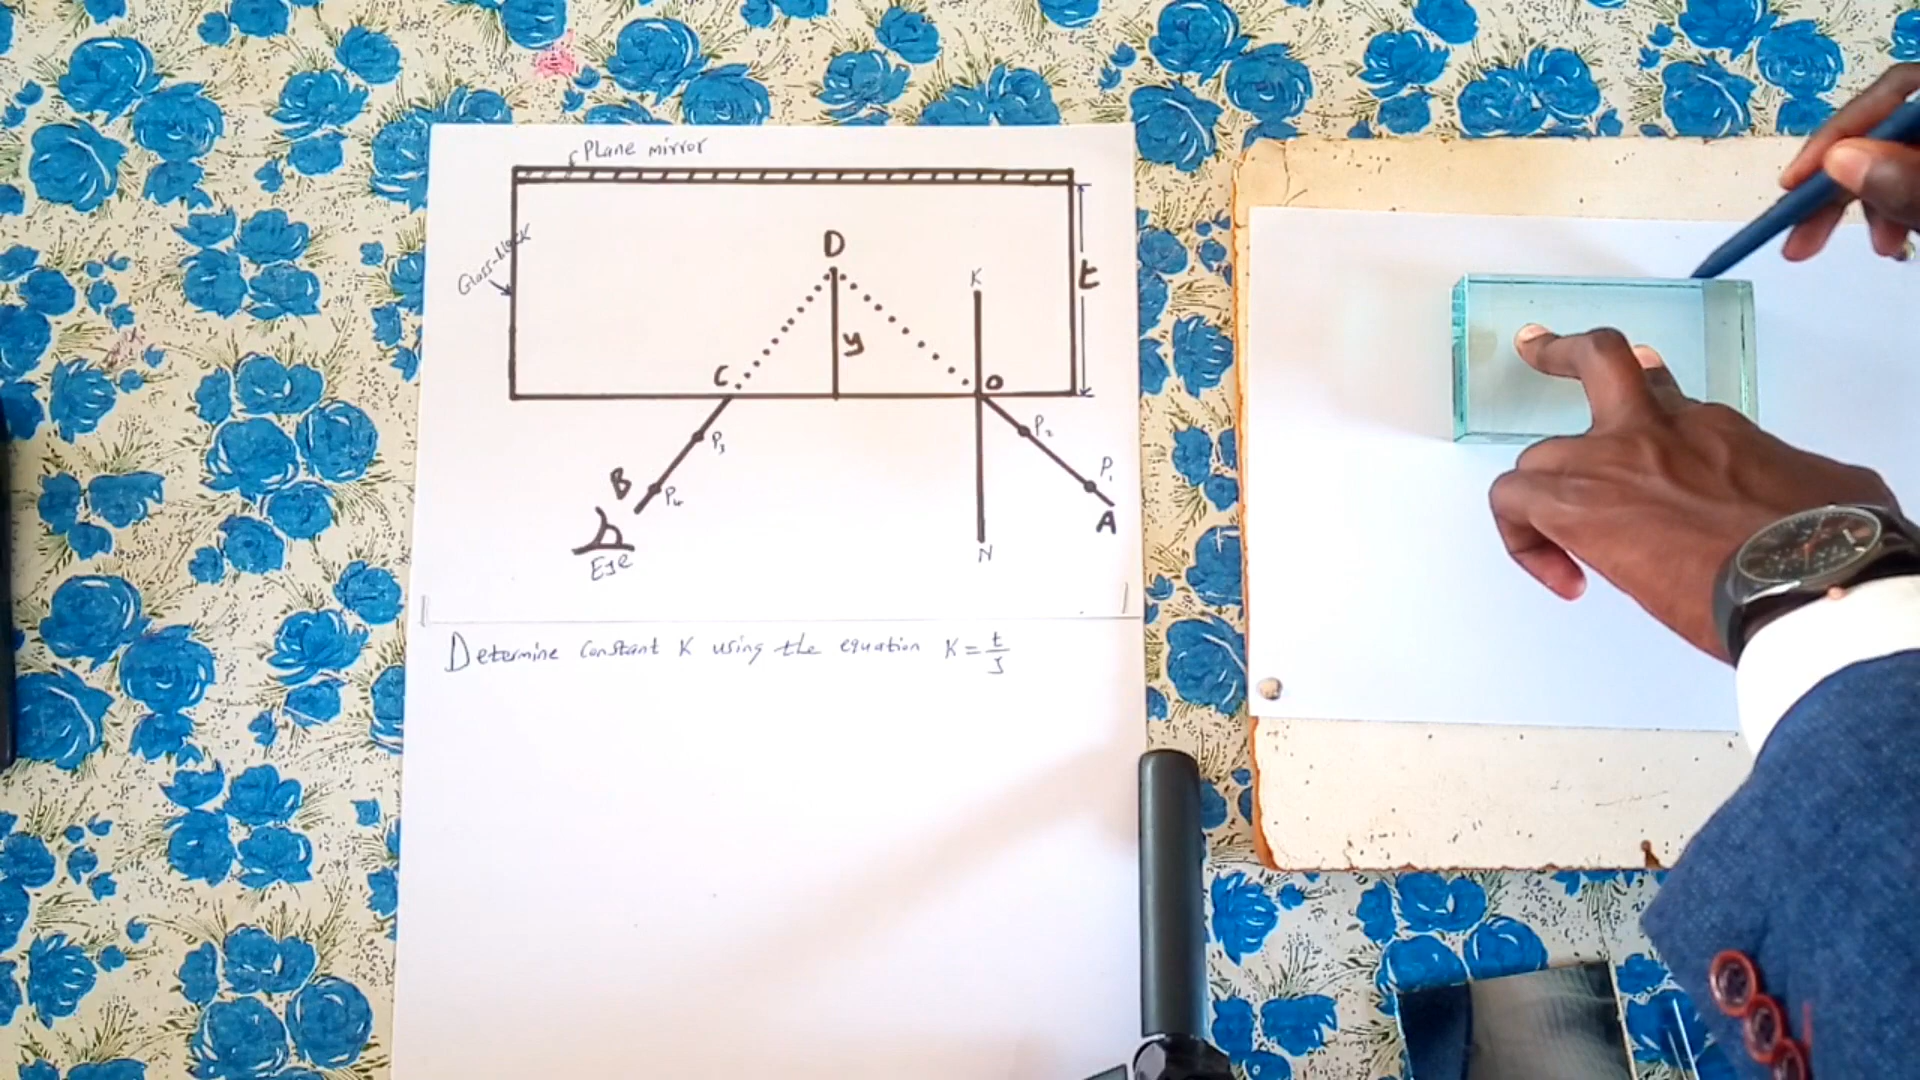 Plane mirror
Glass-block
D
K
t
y
C
O
P3
P2
B
P4
P1
A
Eye
N
Determine constant K using the equation K = t/y